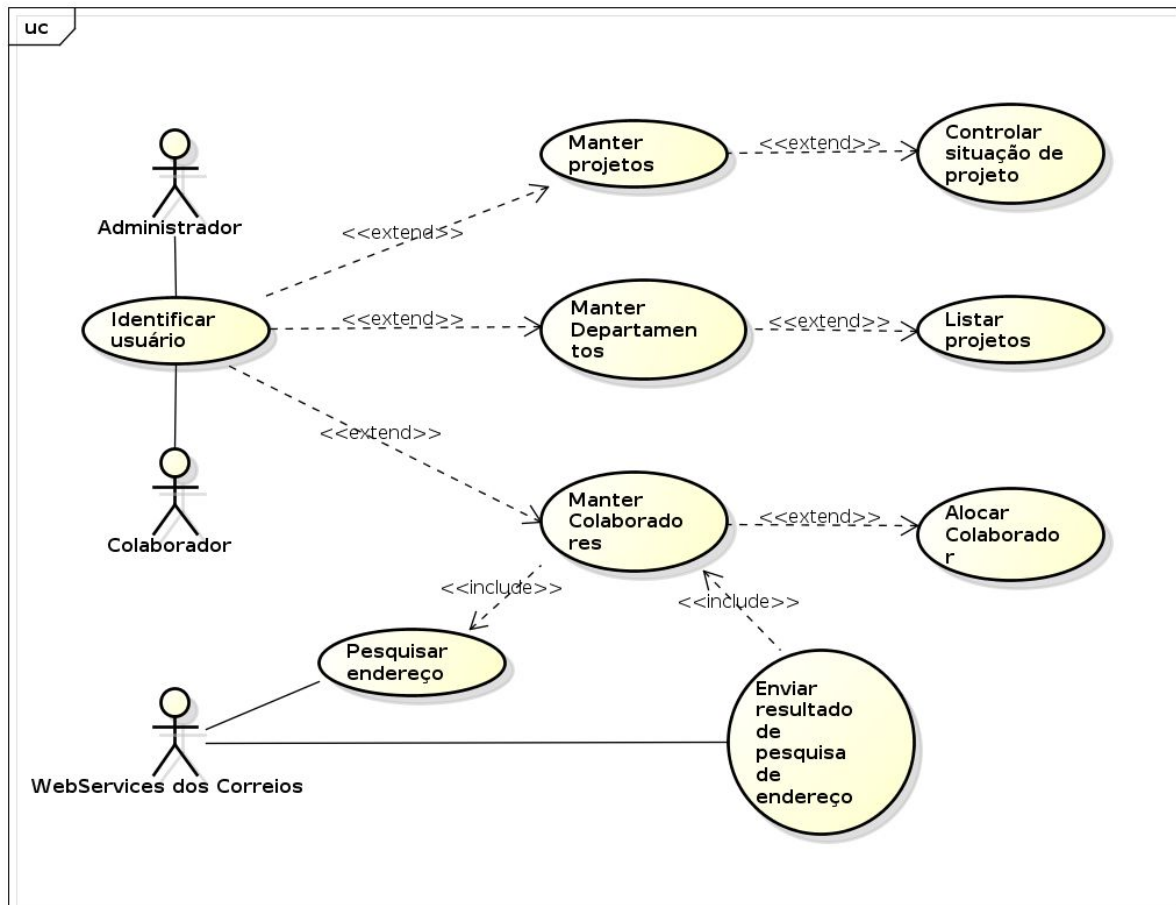 uc
Administrador
Manter
projetos
<<extend>>
Controlar
situação de
projeto
<<extend>>
Identificar
usuário
<<extend>>
Manter
Departamen
tos
<<extend>>
Listar
projetos
<<extend>>
Colaborador
Manter
Colaborado
res
<<extend>>
Alocar
Colaborado
r
<<include>>
<<include>>
Pesquisar
endereço
WebServices dos Correios
Enviar
resultado
de
pesquisa
de
endereço